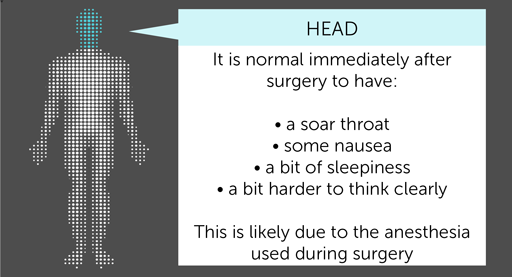 HEAD
It is normal immediately after
surgery to have:
• a soar throat
• some nausea
• a bit of sleepiness
• a bit harder to think clearly
This is likely due to the anesthesia
used during surgery